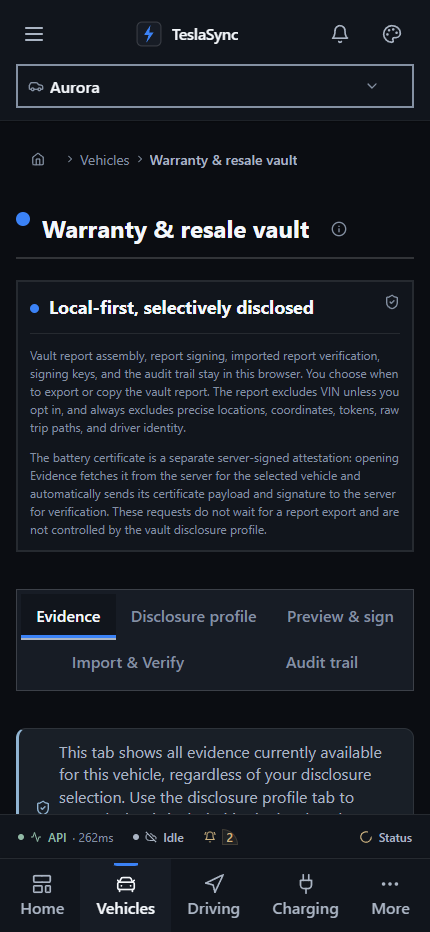 TeslaSync
Aurora
Vehicles
Warranty & resale vault
Warranty & resale vault
Local-first, selectively disclosed
Vault report assembly, report signing, imported report verification,
signing keys, and the audit trail stay in this browser. You choose when
to export or copy the vault report. The report excludes VIN unless you
opt in, and always excludes precise locations, coordinates, tokens, raw
trip paths, and driver identity.
The battery certificate is a separate server-signed attestation: opening
Evidence fetches it from the server for the selected vehicle and
automatically sends its certificate payload and signature to the server
for verification. These requests do not wait for a report export and are
not controlled by the vault disclosure profile.
Evidence
Disclosure profile
Preview & sign
Import & Verify
Audit trail
This tab shows all evidence currently available
for this vehicle, regardless of your disclosure
selection. Use the disclosure profile tab to
API · 262ms
Idle
2
Status
Home
Vehicles
Driving
Charging
More